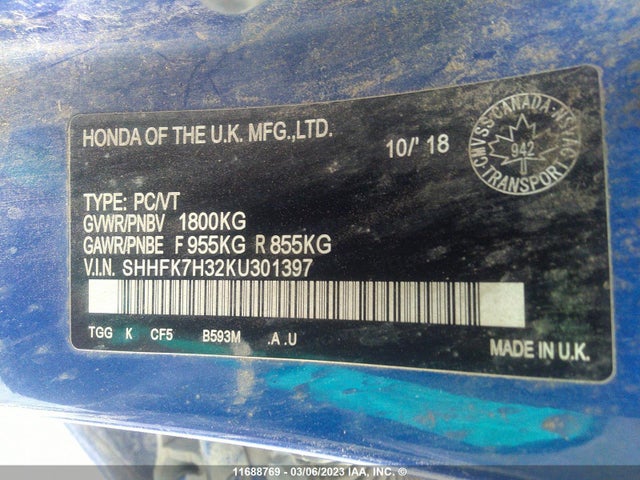 HONDA OF THE U.K. MFG.,LTD.
10/' 18
CMVSS·CANADA·NSVAC
942
TRANSPORT
TYPE: PC/VT
GVWR/PNBV 1800KG
GAWR/PNBE F 955KG R 855KG
V.I.N. SHHFK7H32KU301397
TGG K CF5 B593M .A .U
MADE IN U.K.
11688769 — 03/06/2023 IAA, INC. ©